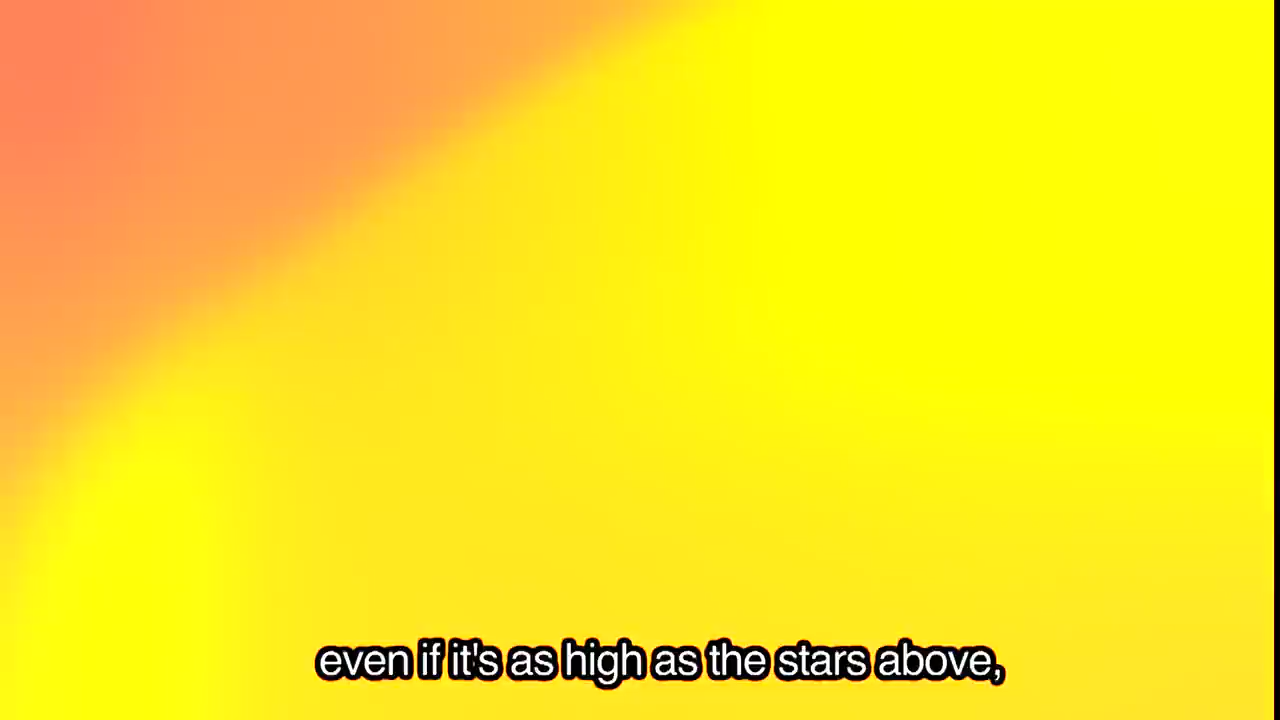 even if it's as high as the stars above,